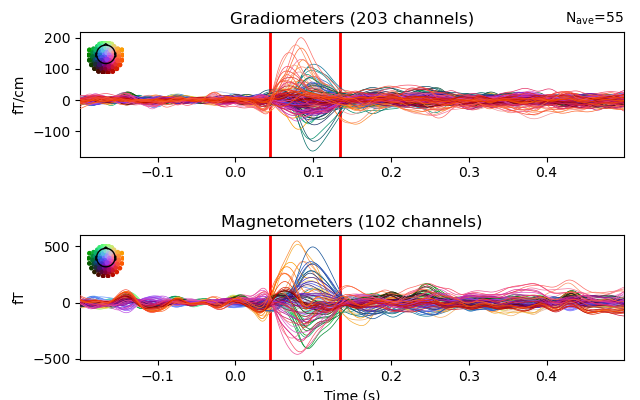 Gradiometers (203 channels)
Nave=55
200
100
0
−100
fT/cm
−0.1 0.0 0.1 0.2 0.3 0.4
Magnetometers (102 channels)
500
0
−500
fT
−0.1 0.0 0.1 0.2 0.3 0.4
Time (s)